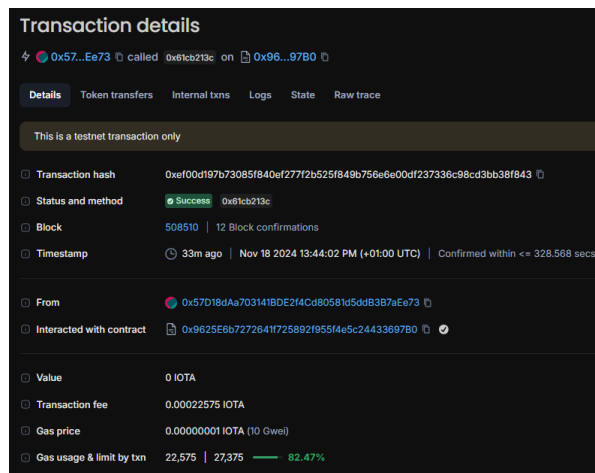 Transaction details
0x57...Ee73 called 0x61cb213c on 0x96...97B0
Details Token transfers Internal txns Logs State Raw trace
This is a testnet transaction only
Transaction hash 0xef00d197b73085f840ef277f2b525f849b756e6e00df237336c98cd3bb38f843
Status and method Success 0x61cb213c
Block 508510 | 12 Block confirmations
Timestamp 33m ago | Nov 18 2024 13:44:02 PM (+01:00 UTC) | Confirmed within <= 328.568 secs
From 0x57D18dAa703141BDE2f4Cd80581d5ddB3B7aEe73
Interacted with contract 0x9625E6b7272641f725892f955f4e5c24433697B0
Value 0 IOTA
Transaction fee 0.00022575 IOTA
Gas price 0.00000001 IOTA (10 Gwei)
Gas usage & limit by txn 22,575 | 27,375 82.47%